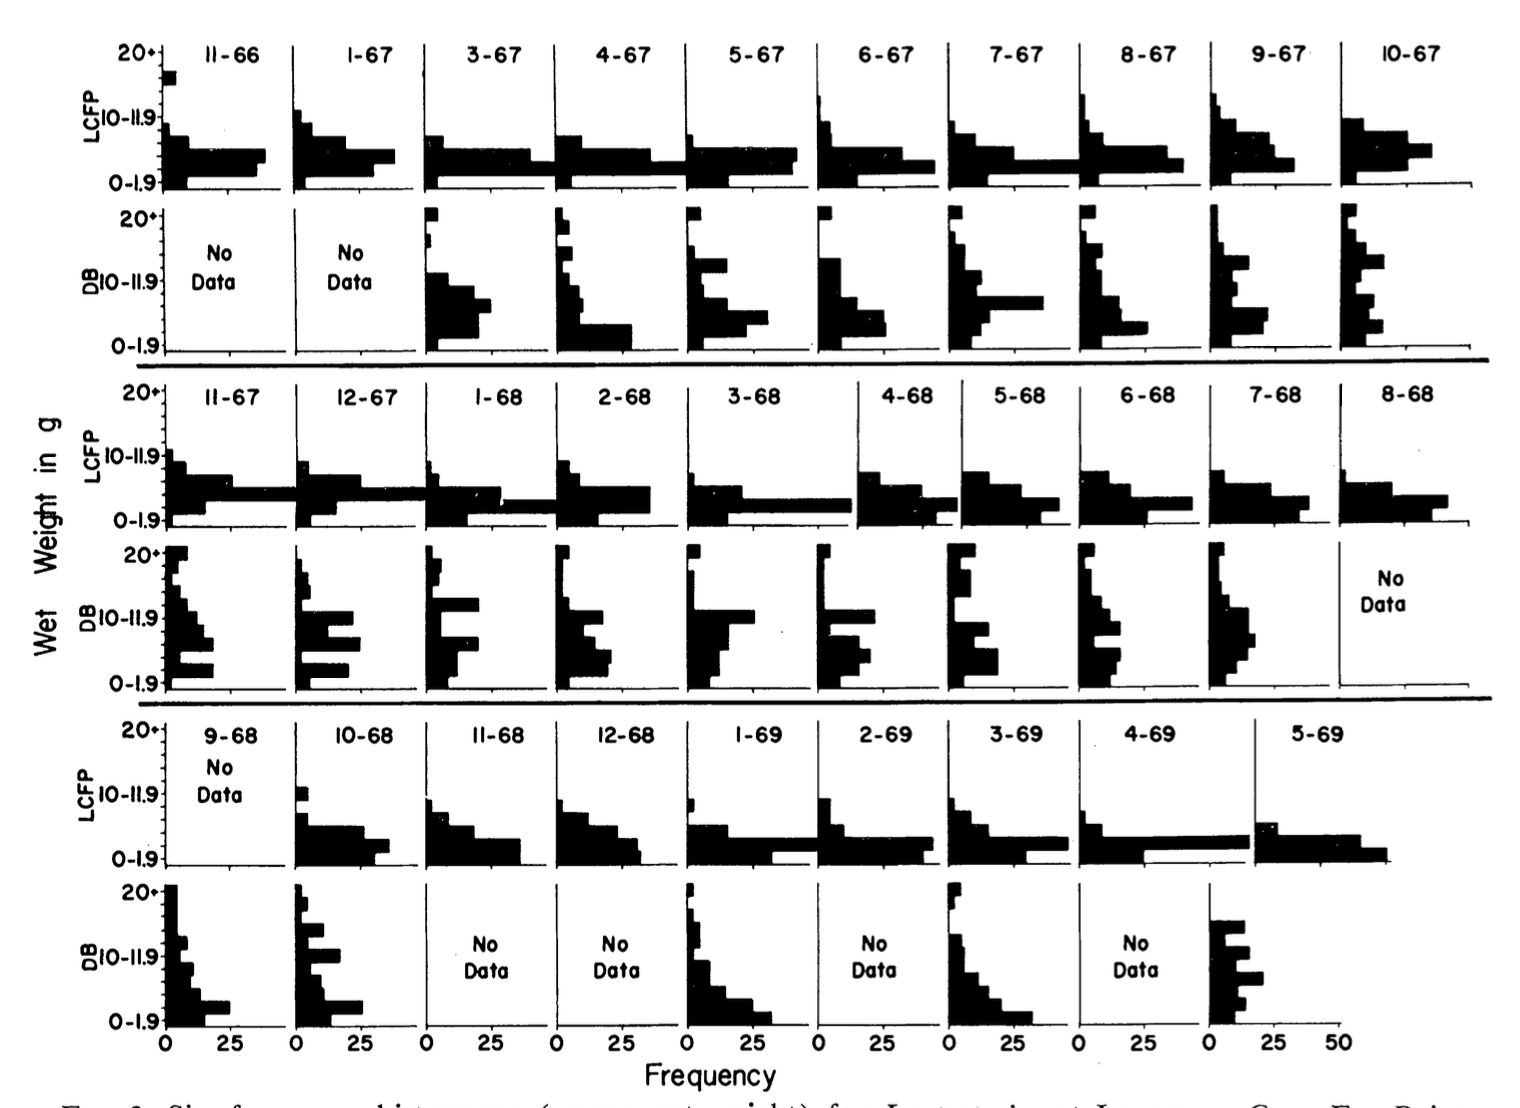 11-66 1-67 3-67 4-67 5-67 6-67 7-67 8-67 9-67 10-67
20+
LCFP
10-11.9
0-1.9
20+
DB
10-11.9
0-1.9
No Data
No Data
11-67 12-67 1-68 2-68 3-68 4-68 5-68 6-68 7-68 8-68
20+
LCFP
10-11.9
0-1.9
Wet Weight in g
20+
DB
10-11.9
0-1.9
No Data
9-68 10-68 11-68 12-68 1-69 2-69 3-69 4-69 5-69
20+
LCFP
10-11.9
0-1.9
No Data
20+
DB
10-11.9
0-1.9
No Data
No Data
No Data
No Data
0 25 0 25 0 25 0 25 0 25 0 25 0 25 0 25 0 25 50
Frequency